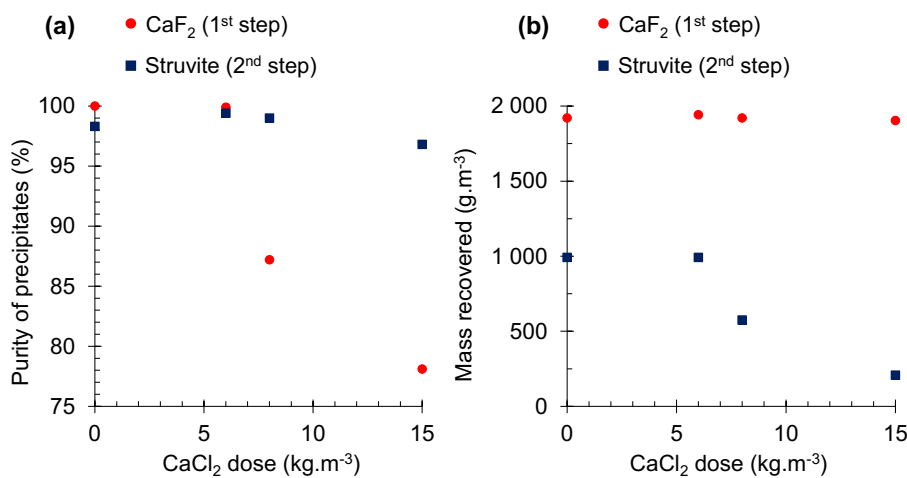 (a)
CaF₂ (1ˢᵗ step)
Struvite (2ⁿᵈ step)
Purity of precipitates (%)
100
95
90
85
80
75
0
5
10
15
CaCl₂ dose (kg.m⁻³)
(b)
CaF₂ (1ˢᵗ step)
Struvite (2ⁿᵈ step)
Mass recovered (g.m⁻³)
2 000
1 500
1 000
500
0
0
5
10
15
CaCl₂ dose (kg.m⁻³)